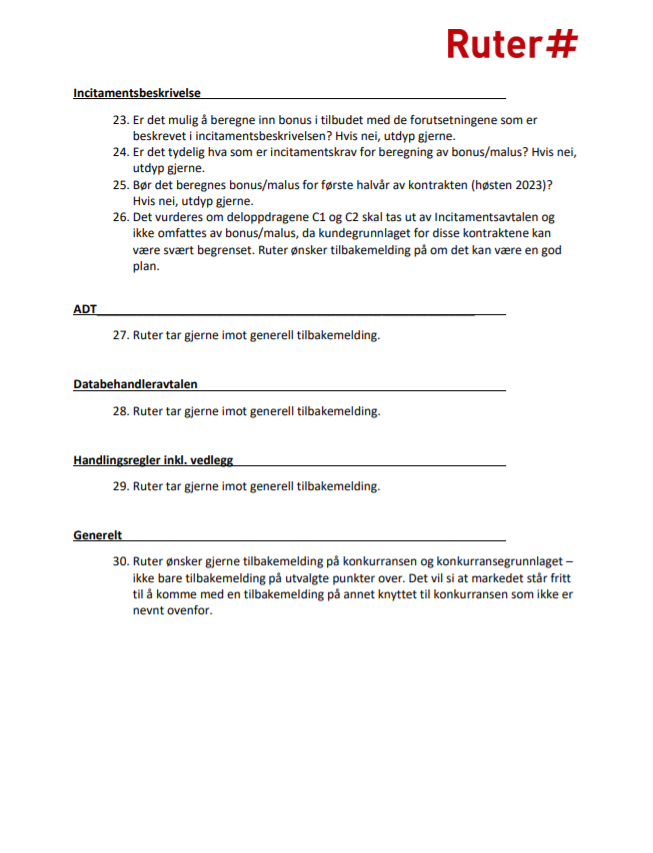 Ruter#
Incitamentsbeskrivelse
23. Er det mulig å beregne inn bonus i tilbudet med de forutsetningene som er
beskrevet i incitamentsbeskrivelsen? Hvis nei, utdyp gjerne.
24. Er det tydelig hva som er incitamentskrav for beregning av bonus/malus? Hvis nei,
utdyp gjerne.
25. Bør det beregnes bonus/malus for første halvår av kontrakten (høsten 2023)?
Hvis nei, utdyp gjerne.
26. Det vurderes om deloppdragene C1 og C2 skal tas ut av Incitamentsavtalen og
ikke omfattes av bonus/malus, da kundegrunnlaget for disse kontraktene kan
være svært begrenset. Ruter ønsker tilbakemelding på om det kan være en god
plan.
ADT
27. Ruter tar gjerne imot generell tilbakemelding.
Databehandleravtalen
28. Ruter tar gjerne imot generell tilbakemelding.
Handlingsregler inkl. vedlegg
29. Ruter tar gjerne imot generell tilbakemelding.
Generelt
30. Ruter ønsker gjerne tilbakemelding på konkurransen og konkurransegrunnlaget –
ikke bare tilbakemelding på utvalgte punkter over. Det vil si at markedet står fritt
til å komme med en tilbakemelding på annet knyttet til konkurransen som ikke er
nevnt ovenfor.